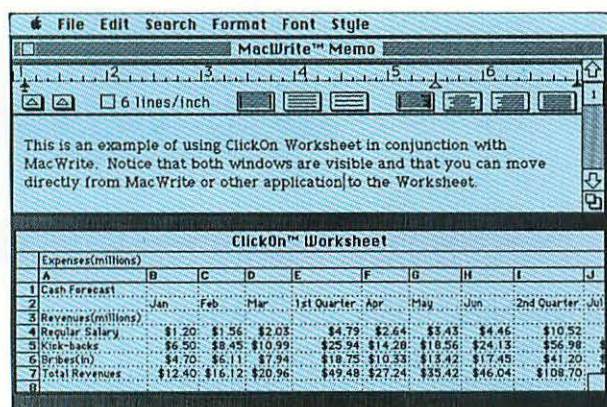 File Edit Search Format Font Style
MacWrite™ Memo
1 2 3 4 5 6
6 lines/inch
1
This is an example of using ClickOn Worksheet in conjunction with
MacWrite. Notice that both windows are visible and that you can move
directly from MacWrite or other application to the Worksheet.
ClickOn™ Worksheet
Expenses(millions)
A B C D E F G H I J
1 Cash Forecast
2 Jan Feb Mar 1st Quarter Apr May Jun 2nd Quarter Jul
3 Revenues(millions)
4 Regular Salary $1.20 $1.56 $2.03 $4.79 $2.64 $3.43 $4.46 $10.52
5 Kick-backs $6.50 $8.45 $10.99 $25.94 $14.28 $18.56 $24.13 $56.98
6 Bribes(in) $4.70 $6.11 $7.94 $18.75 $10.33 $13.42 $17.45 $41.20
7 Total Revenues $12.40 $16.12 $20.96 $49.48 $27.24 $35.42 $46.04 $108.70
8